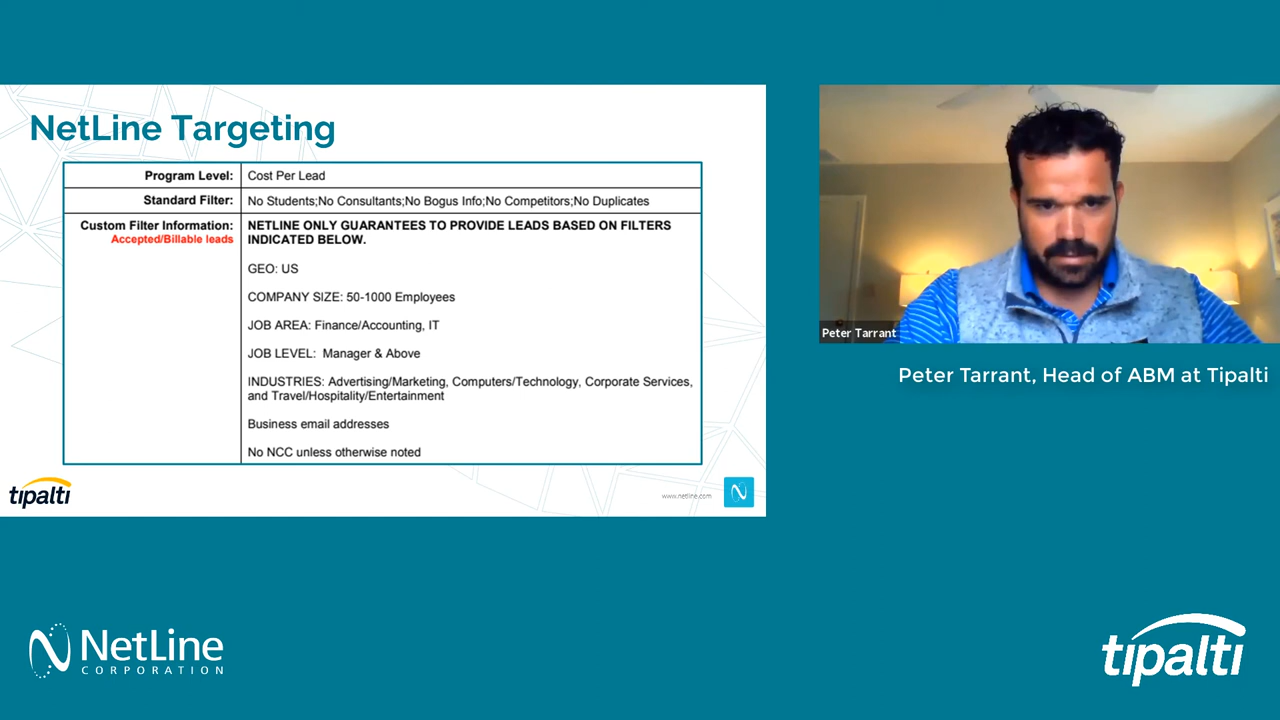 NetLine Targeting
Program Level: Cost Per Lead
Standard Filter: No Students;No Consultants;No Bogus Info;No Competitors;No Duplicates
Custom Filter Information: NETLINE ONLY GUARANTEES TO PROVIDE LEADS BASED ON FILTERS
Accepted/Billable leads INDICATED BELOW.
GEO: US
COMPANY SIZE: 50-1000 Employees
JOB AREA: Finance/Accounting, IT
JOB LEVEL: Manager & Above
INDUSTRIES: Advertising/Marketing, Computers/Technology, Corporate Services,
and Travel/Hospitality/Entertainment
Business email addresses
No NCC unless otherwise noted
tipalti
www.netline.com
N
Peter Tarrant
Peter Tarrant, Head of ABM at Tipalti
NetLine
CORPORATION
tipalti